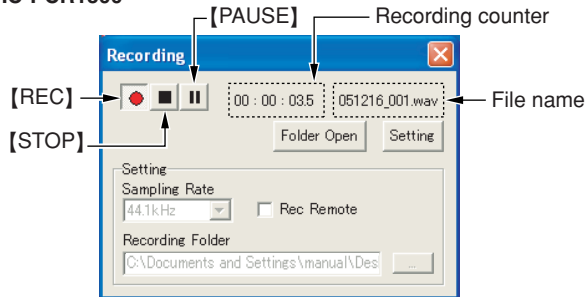 【PAUSE】 Recording counter
Recording
【REC】 00 : 00 : 03.5 051216_001.wav File name
【STOP】 Folder Open Setting
Setting
Sampling Rate
44.1kHz Rec Remote
Recording Folder
C:\Documents and Settings\manual\Des ...